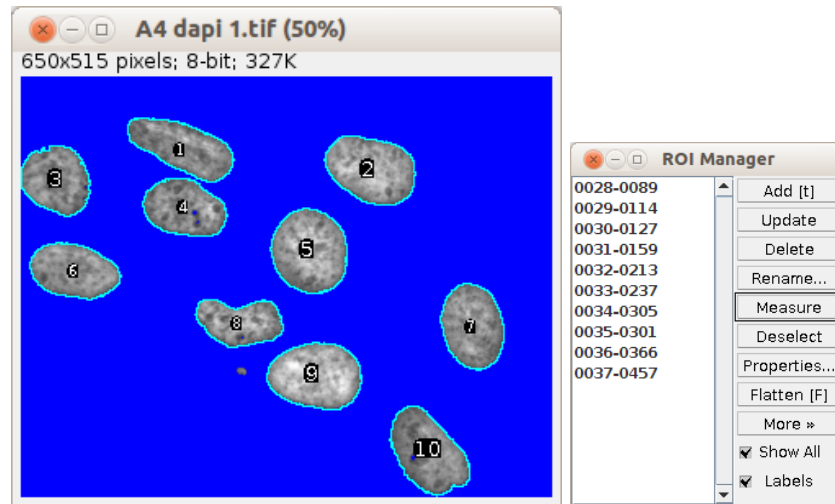 A4 dapi 1.tif (50%)
650x515 pixels; 8-bit; 327K
1
2
3
4
5
6
7
8
9
10
ROI Manager
0028-0089
0029-0114
0030-0127
0031-0159
0032-0213
0033-0237
0034-0305
0035-0301
0036-0366
0037-0457
Add [t]
Update
Delete
Rename...
Measure
Deselect
Properties...
Flatten [F]
More »
Show All
Labels